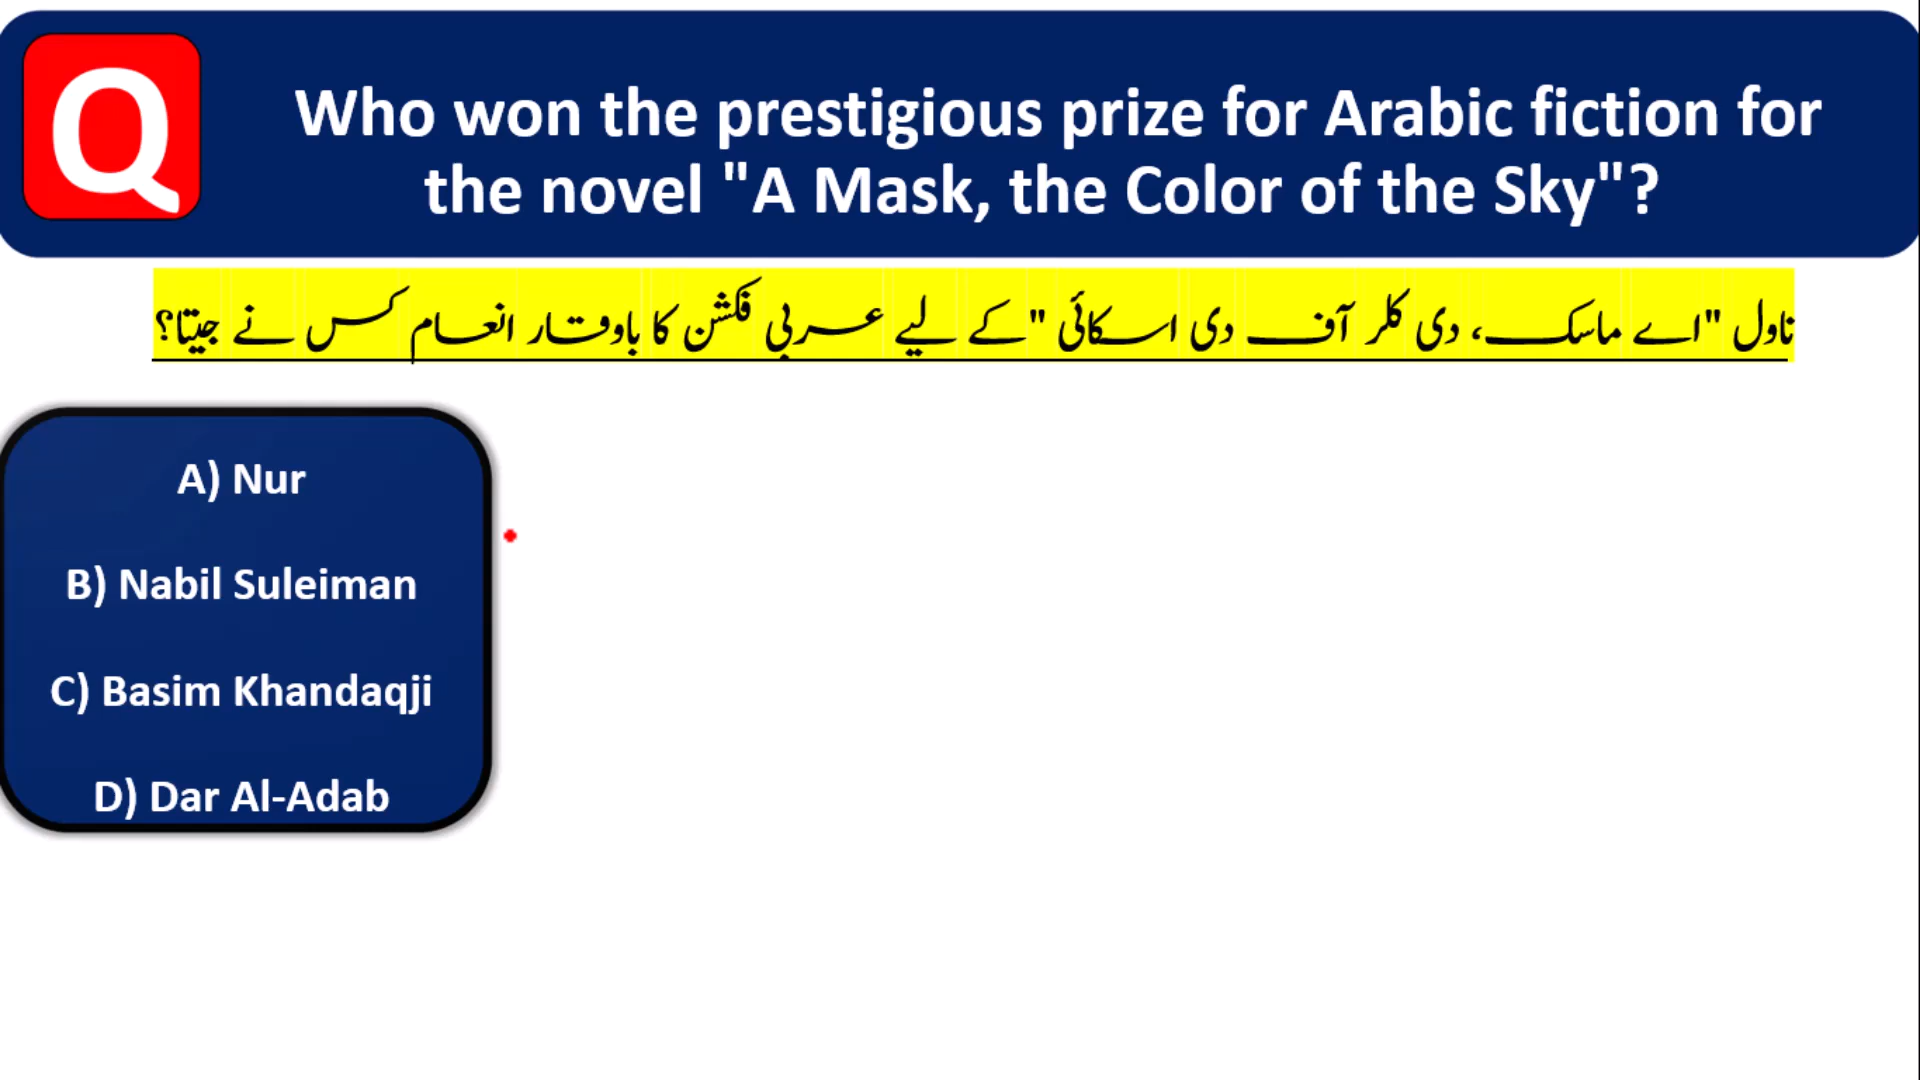 Q
Who won the prestigious prize for Arabic fiction for
the novel "A Mask, the Color of the Sky"?
ناول "اے ماسک، دی کلر آف دی اسکائی "کے لیے عربی فکشن کا باوقار انعام کس نے جیتا؟
A) Nur
B) Nabil Suleiman
C) Basim Khandaqji
D) Dar Al-Adab